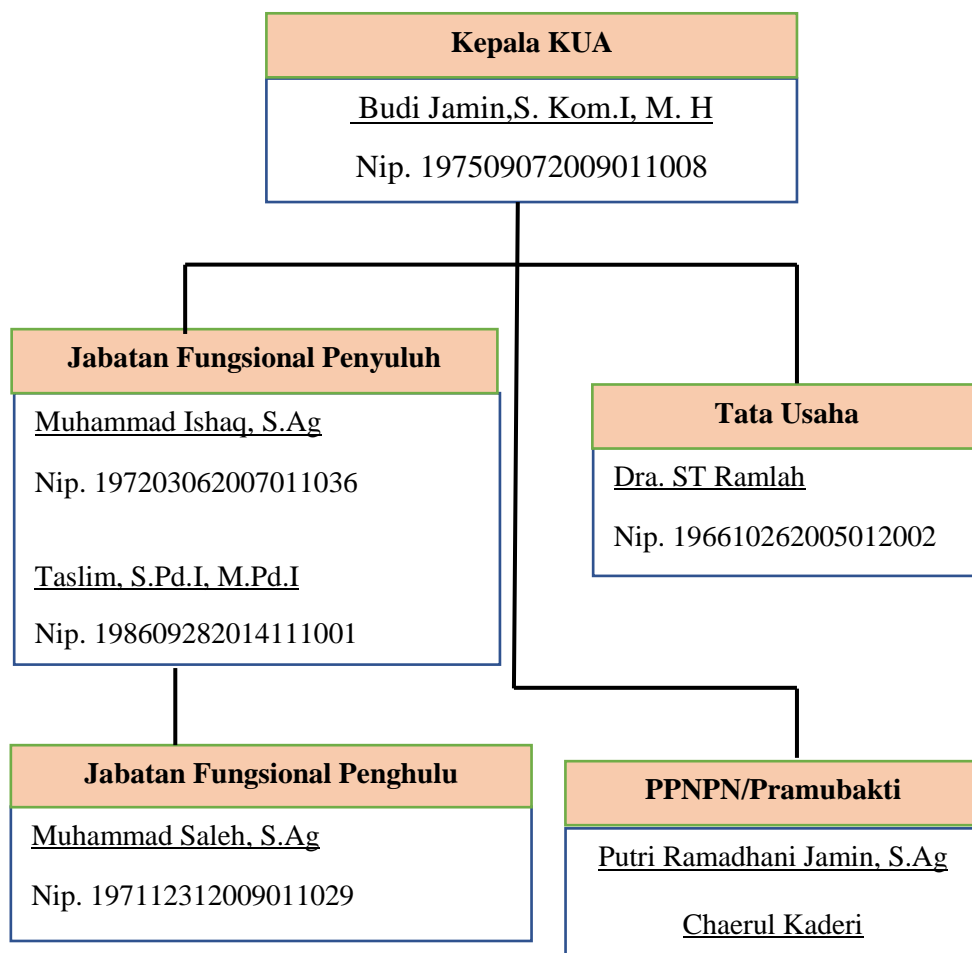 Kepala KUA
Budi Jamin,S. Kom.I, M. H
Nip. 197509072009011008
Jabatan Fungsional Penyuluh
Muhammad Ishaq, S.Ag
Nip. 197203062007011036
Taslim, S.Pd.I, M.Pd.I
Nip. 198609282014111001
Tata Usaha
Dra. ST Ramlah
Nip. 196610262005012002
Jabatan Fungsional Penghulu
Muhammad Saleh, S.Ag
Nip. 197112312009011029
PPNPN/Pramubakti
Putri Ramadhani Jamin, S.Ag
Chaerul Kaderi